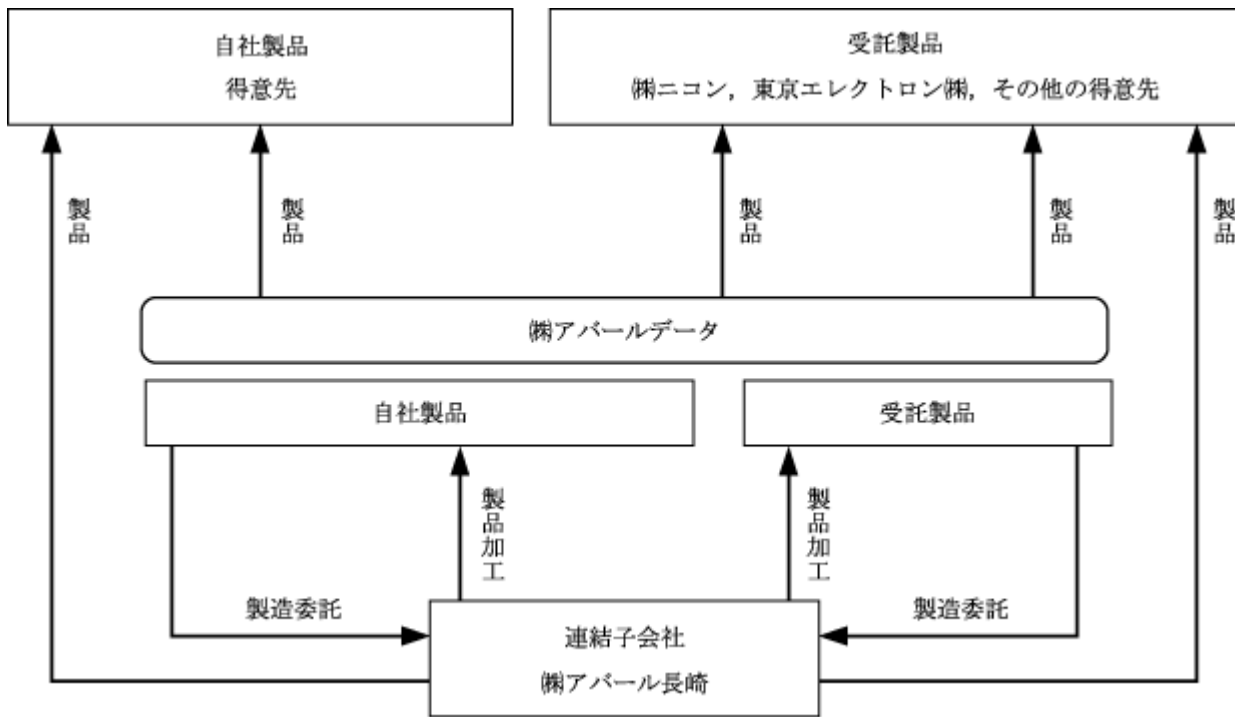 自社製品
得意先
受託製品
㈱ニコン，東京エレクトロン㈱，その他の得意先
製品
製品
製品
製品
製品
㈱アバールデータ
自社製品
受託製品
製品加工
製品加工
製造委託
製造委託
連結子会社
㈱アバール長崎